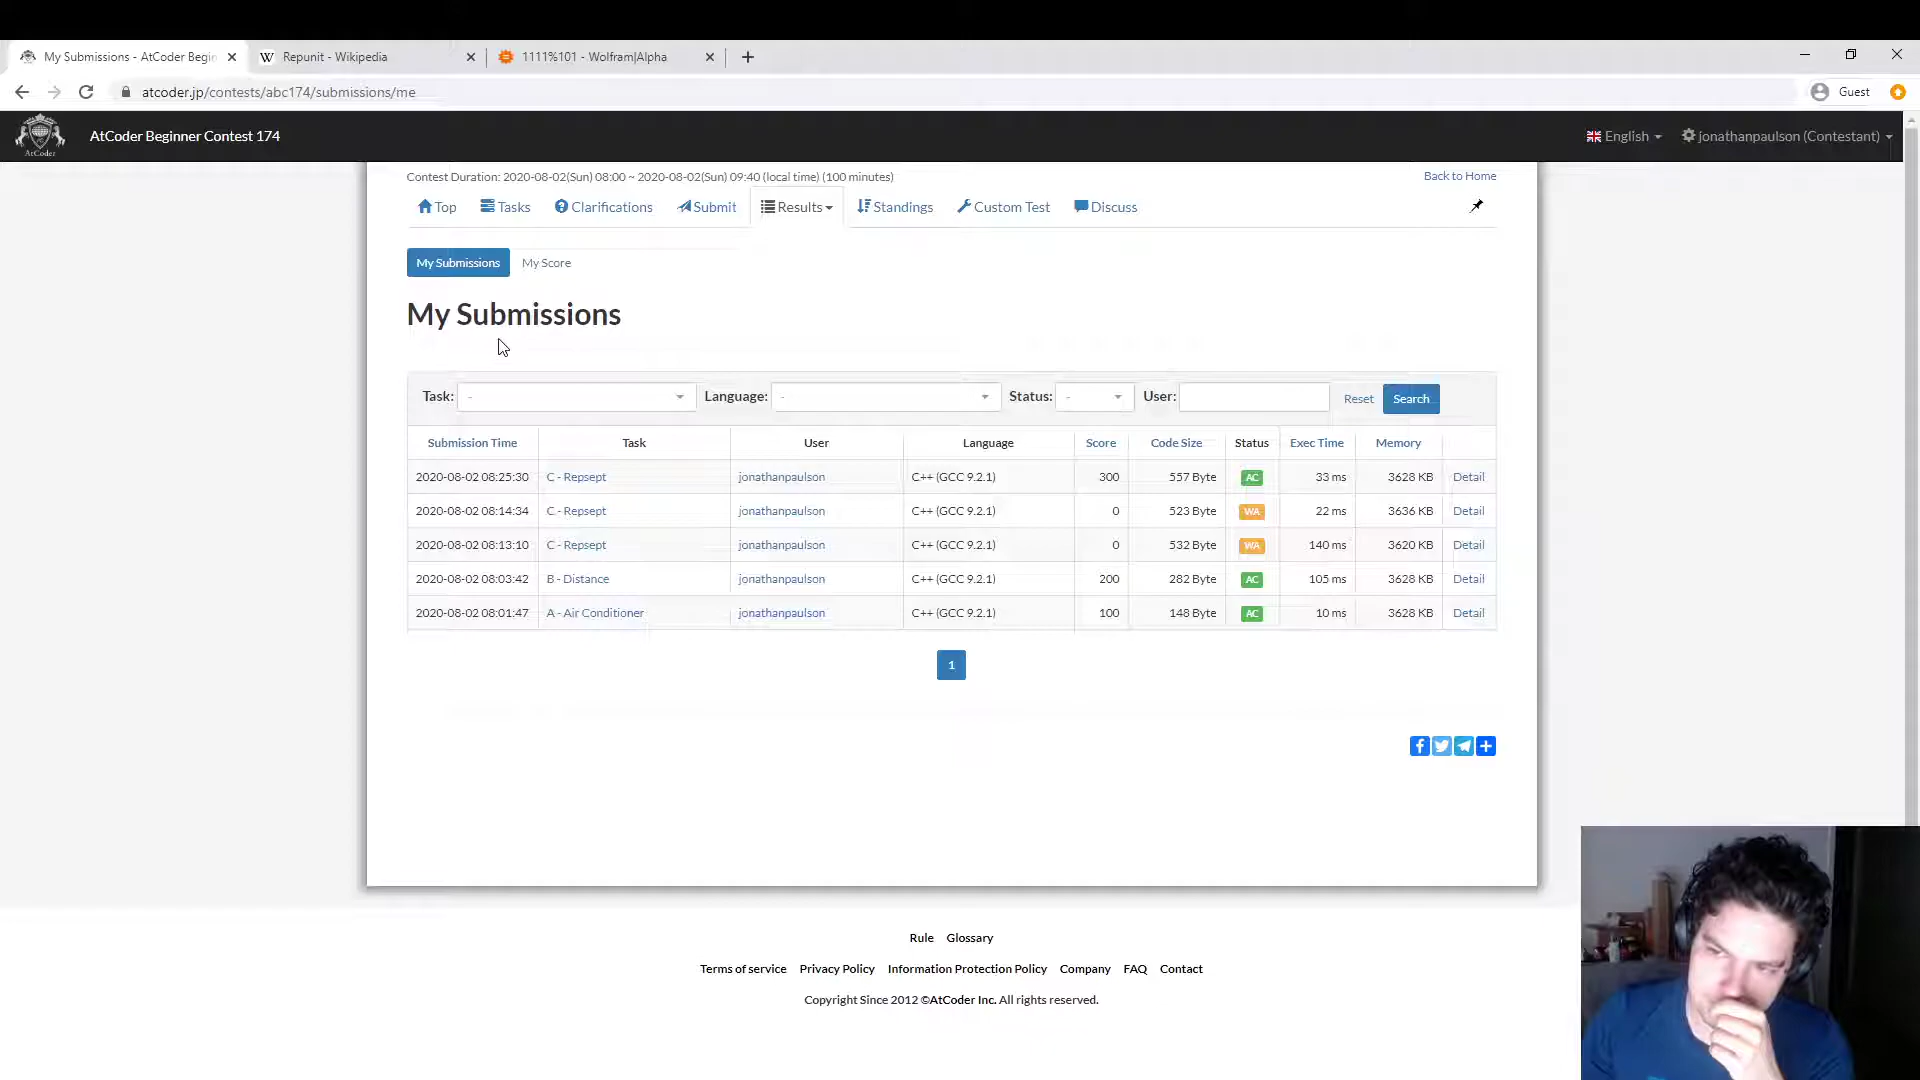 My Submissions - AtCoder Begin
Repunit - Wikipedia
1111%101 - Wolfram|Alpha
atcoder.jp/contests/abc174/submissions/me
Guest
AtCoder
AtCoder Beginner Contest 174
English
jonathanpaulson (Contestant)
Contest Duration: 2020-08-02(Sun) 08:00 ~ 2020-08-02(Sun) 09:40 (local time) (100 minutes)
Back to Home
Top Tasks Clarifications Submit Results Standings Custom Test Discuss
My Submissions My Score
My Submissions
Task: - Language: - Status: - User: Reset Search
Submission Time Task User Language Score Code Size Status Exec Time Memory
2020-08-02 08:25:30 C - Repsept jonathanpaulson C++ (GCC 9.2.1) 300 557 Byte AC 33 ms 3628 KB Detail
2020-08-02 08:14:34 C - Repsept jonathanpaulson C++ (GCC 9.2.1) 0 523 Byte WA 22 ms 3636 KB Detail
2020-08-02 08:13:10 C - Repsept jonathanpaulson C++ (GCC 9.2.1) 0 532 Byte WA 140 ms 3620 KB Detail
2020-08-02 08:03:42 B - Distance jonathanpaulson C++ (GCC 9.2.1) 200 282 Byte AC 105 ms 3628 KB Detail
2020-08-02 08:01:47 A - Air Conditioner jonathanpaulson C++ (GCC 9.2.1) 100 148 Byte AC 10 ms 3628 KB Detail
1
Rule Glossary
Terms of service Privacy Policy Information Protection Policy Company FAQ Contact
Copyright Since 2012 ©AtCoder Inc. All rights reserved.